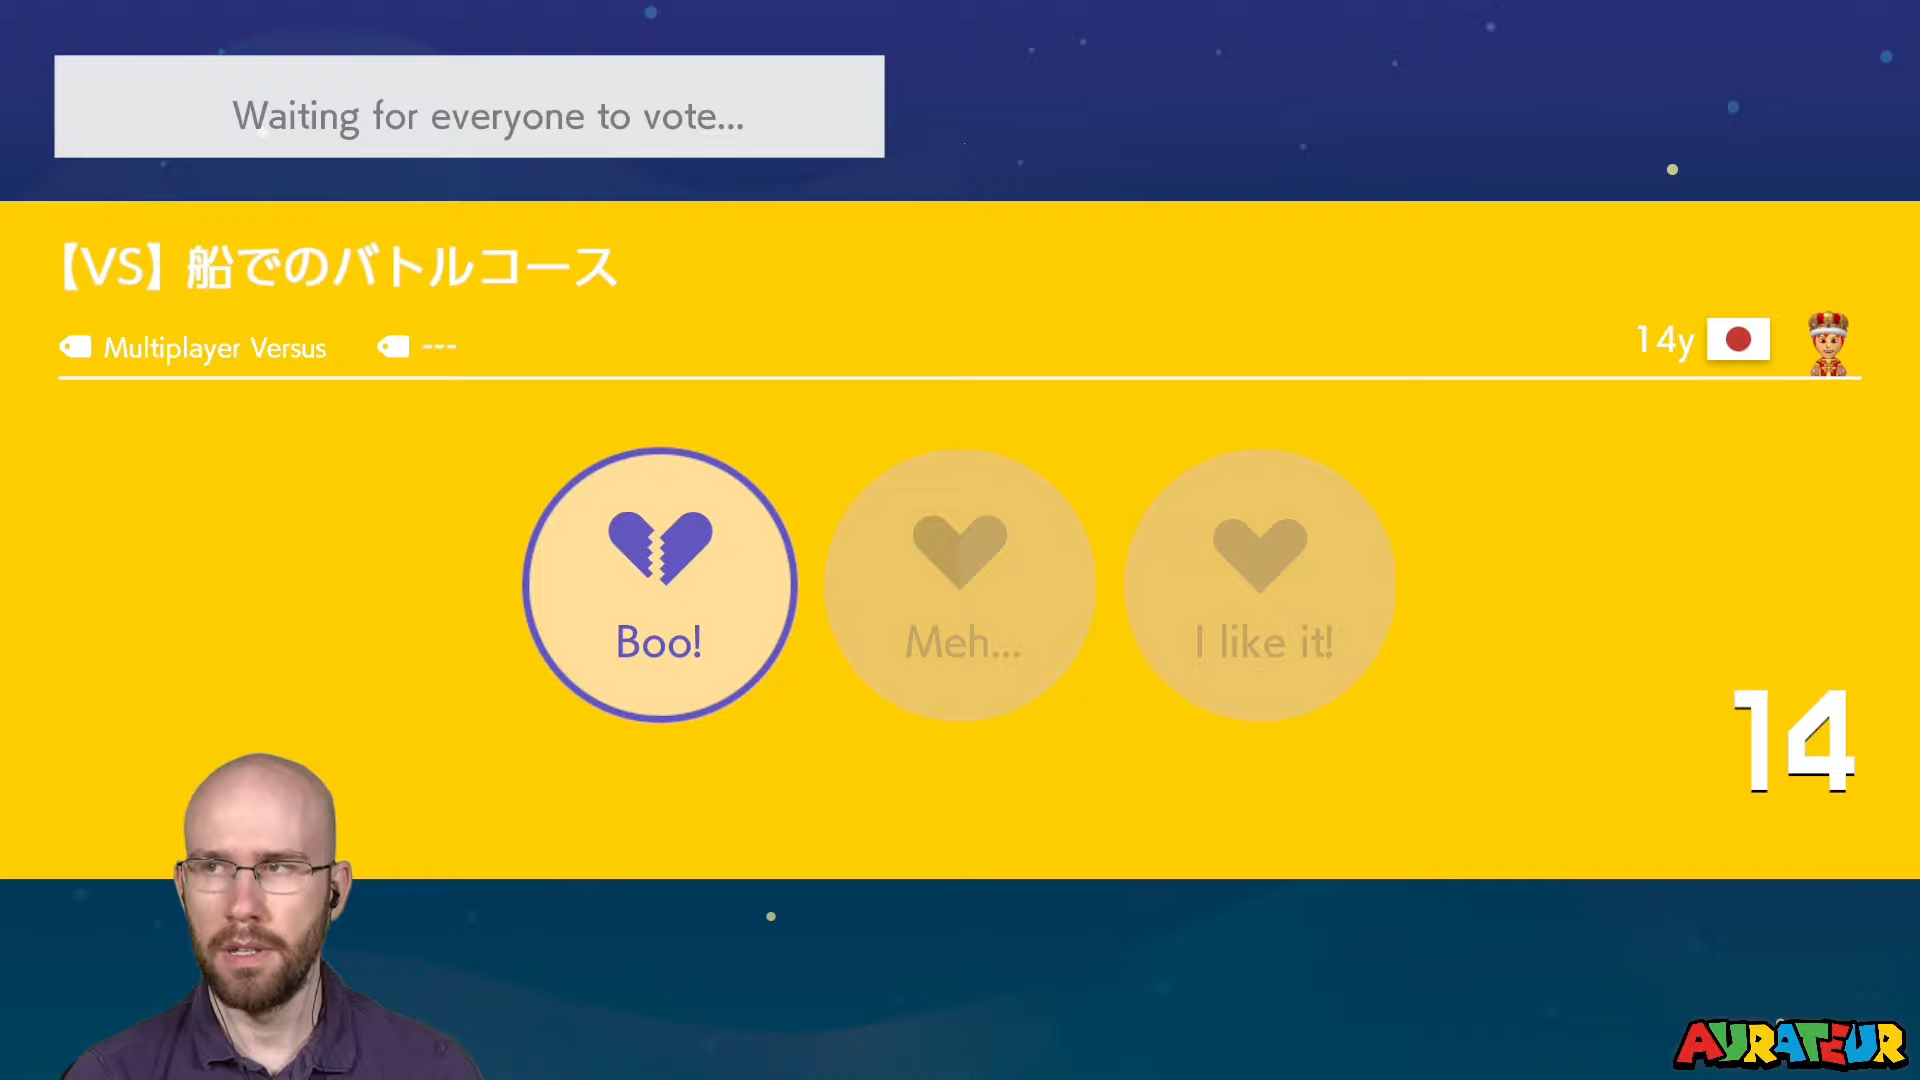 Waiting for everyone to vote...
【VS】船でのバトルコース
Multiplayer Versus ---
14y
Boo!
Meh...
I like it!
14
AURATEUR